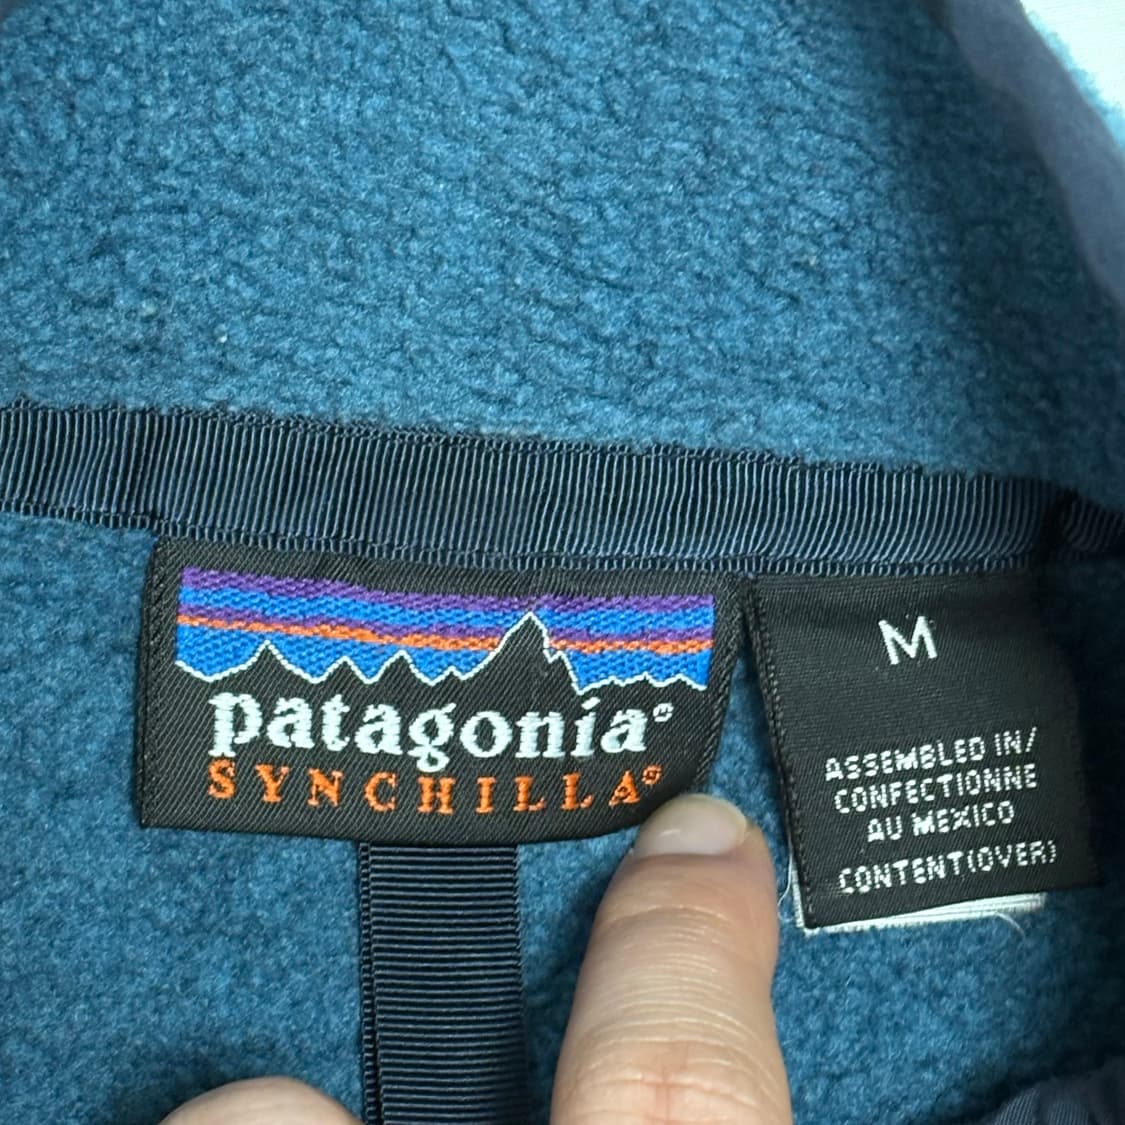 patagonia®
SYNCHILLA®
M
ASSEMBLED IN/
CONFECTIONNE
AU MEXICO
CONTENT(OVER)